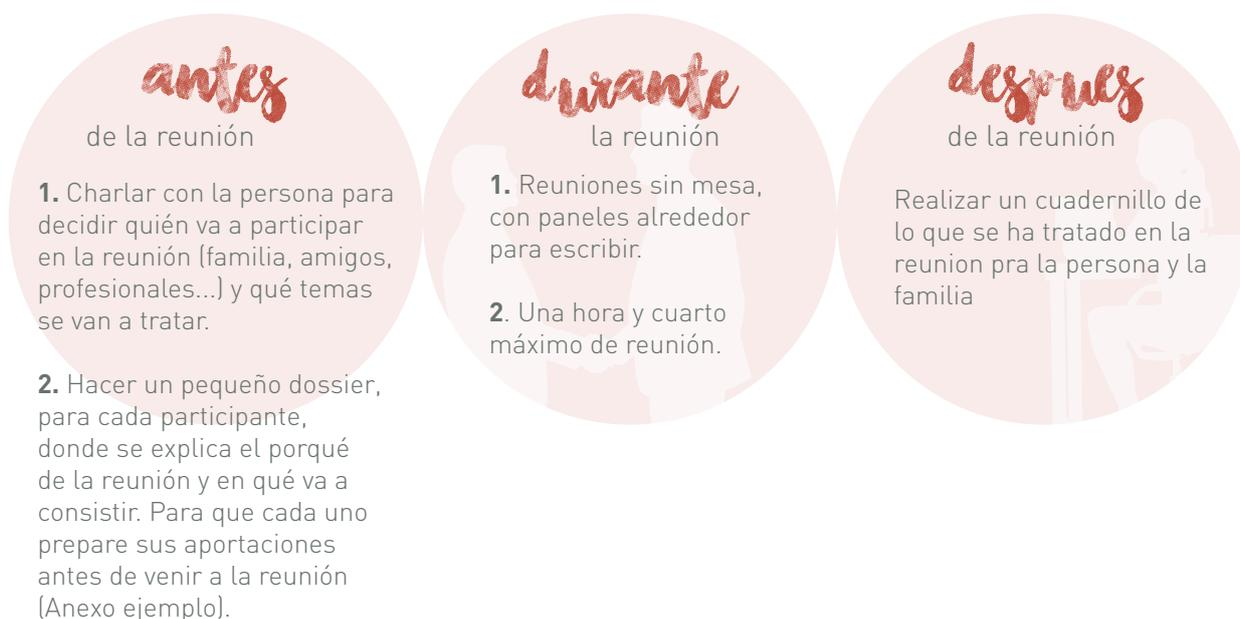 antes
de la reunión
1. Charlar con la persona para
decidir quién va a participar
en la reunión (familia, amigos,
profesionales...) y qué temas
se van a tratar.
2. Hacer un pequeño dossier,
para cada participante,
donde se explica el porqué
de la reunión y en qué va a
consistir. Para que cada uno
prepare sus aportaciones
antes de venir a la reunión
(Anexo ejemplo).
durante
la reunión
1. Reuniones sin mesa,
con paneles alrededor
para escribir.
2. Una hora y cuarto
máximo de reunión.
despues
de la reunión
Realizar un cuadernillo de
lo que se ha tratado en la
reunion pra la persona y la
familia